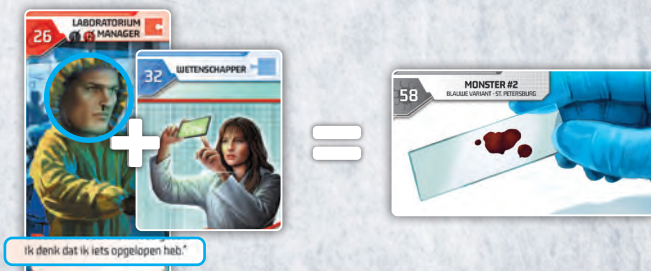 26
LABORATORIUM
MANAGER
32
WETENSCHAPPER
58
MONSTER #2
BLAUWE VARIANT - ST. PETERSBURG
Ik denk dat ik iets opgelopen heb."